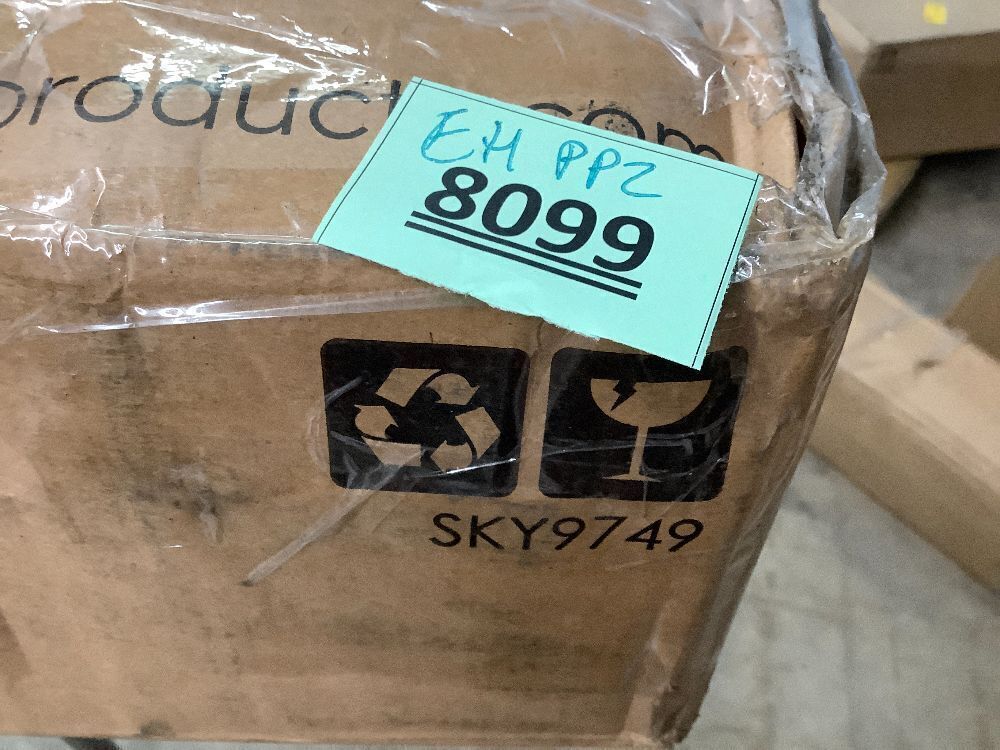 product com
EH PPZ
8099
SKY9749